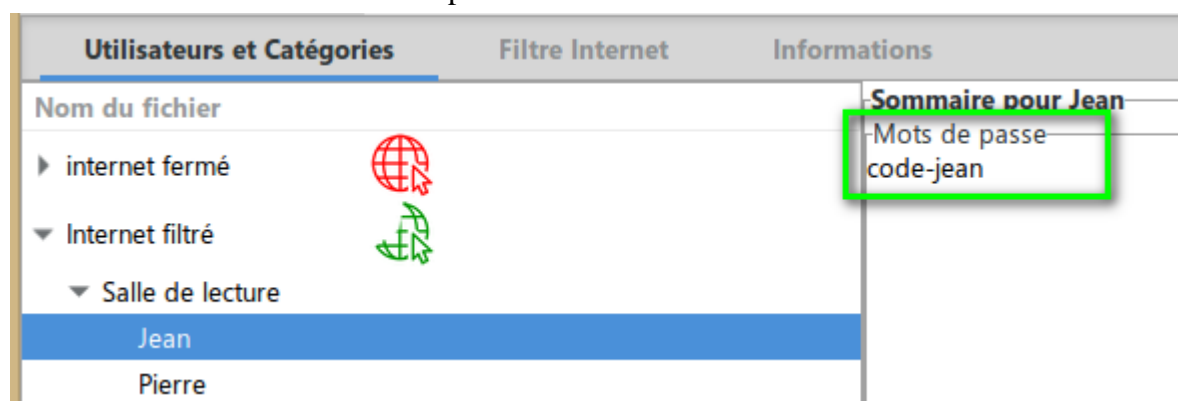 Utilisateurs et Catégories Filtre Internet Informations
Nom du fichier
Sommaire pour Jean
Mots de passe
code-jean
internet fermé
Internet filtré
Salle de lecture
Jean
Pierre